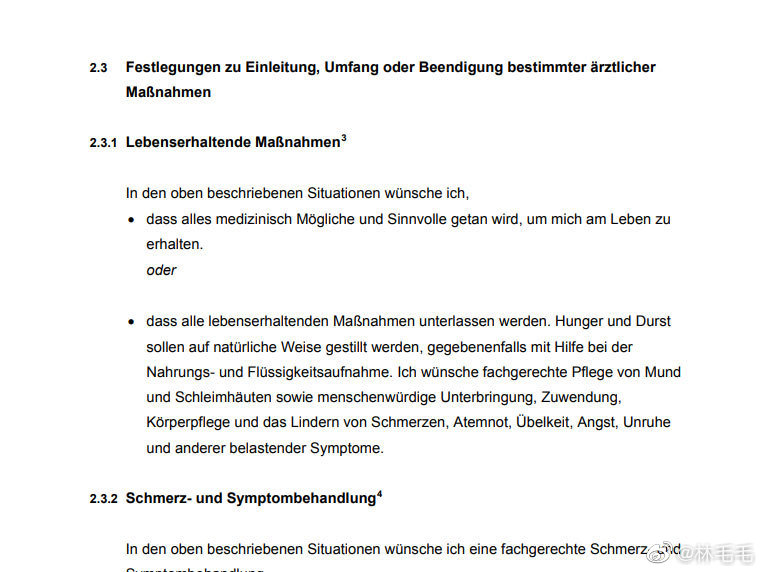 2.3 Festlegungen zu Einleitung, Umfang oder Beendigung bestimmter ärztlicher
Maßnahmen
2.3.1 Lebenserhaltende Maßnahmen³
In den oben beschriebenen Situationen wünsche ich,
• dass alles medizinisch Mögliche und Sinnvolle getan wird, um mich am Leben zu
erhalten.
oder
• dass alle lebenserhaltenden Maßnahmen unterlassen werden. Hunger und Durst
sollen auf natürliche Weise gestillt werden, gegebenenfalls mit Hilfe bei der
Nahrungs- und Flüssigkeitsaufnahme. Ich wünsche fachgerechte Pflege von Mund
und Schleimhäuten sowie menschenwürdige Unterbringung, Zuwendung,
Körperpflege und das Lindern von Schmerzen, Atemnot, Übelkeit, Angst, Unruhe
und anderer belastender Symptome.
2.3.2 Schmerz- und Symptombehandlung⁴
In den oben beschriebenen Situationen wünsche ich eine fachgerechte Schmerz- und
Symptombehandlung
@林毛毛